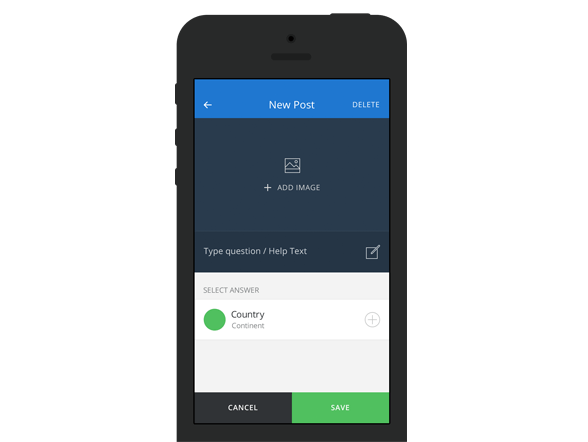 New Post DELETE
+ ADD IMAGE
Type question / Help Text
SELECT ANSWER
Country
Continent
CANCEL SAVE